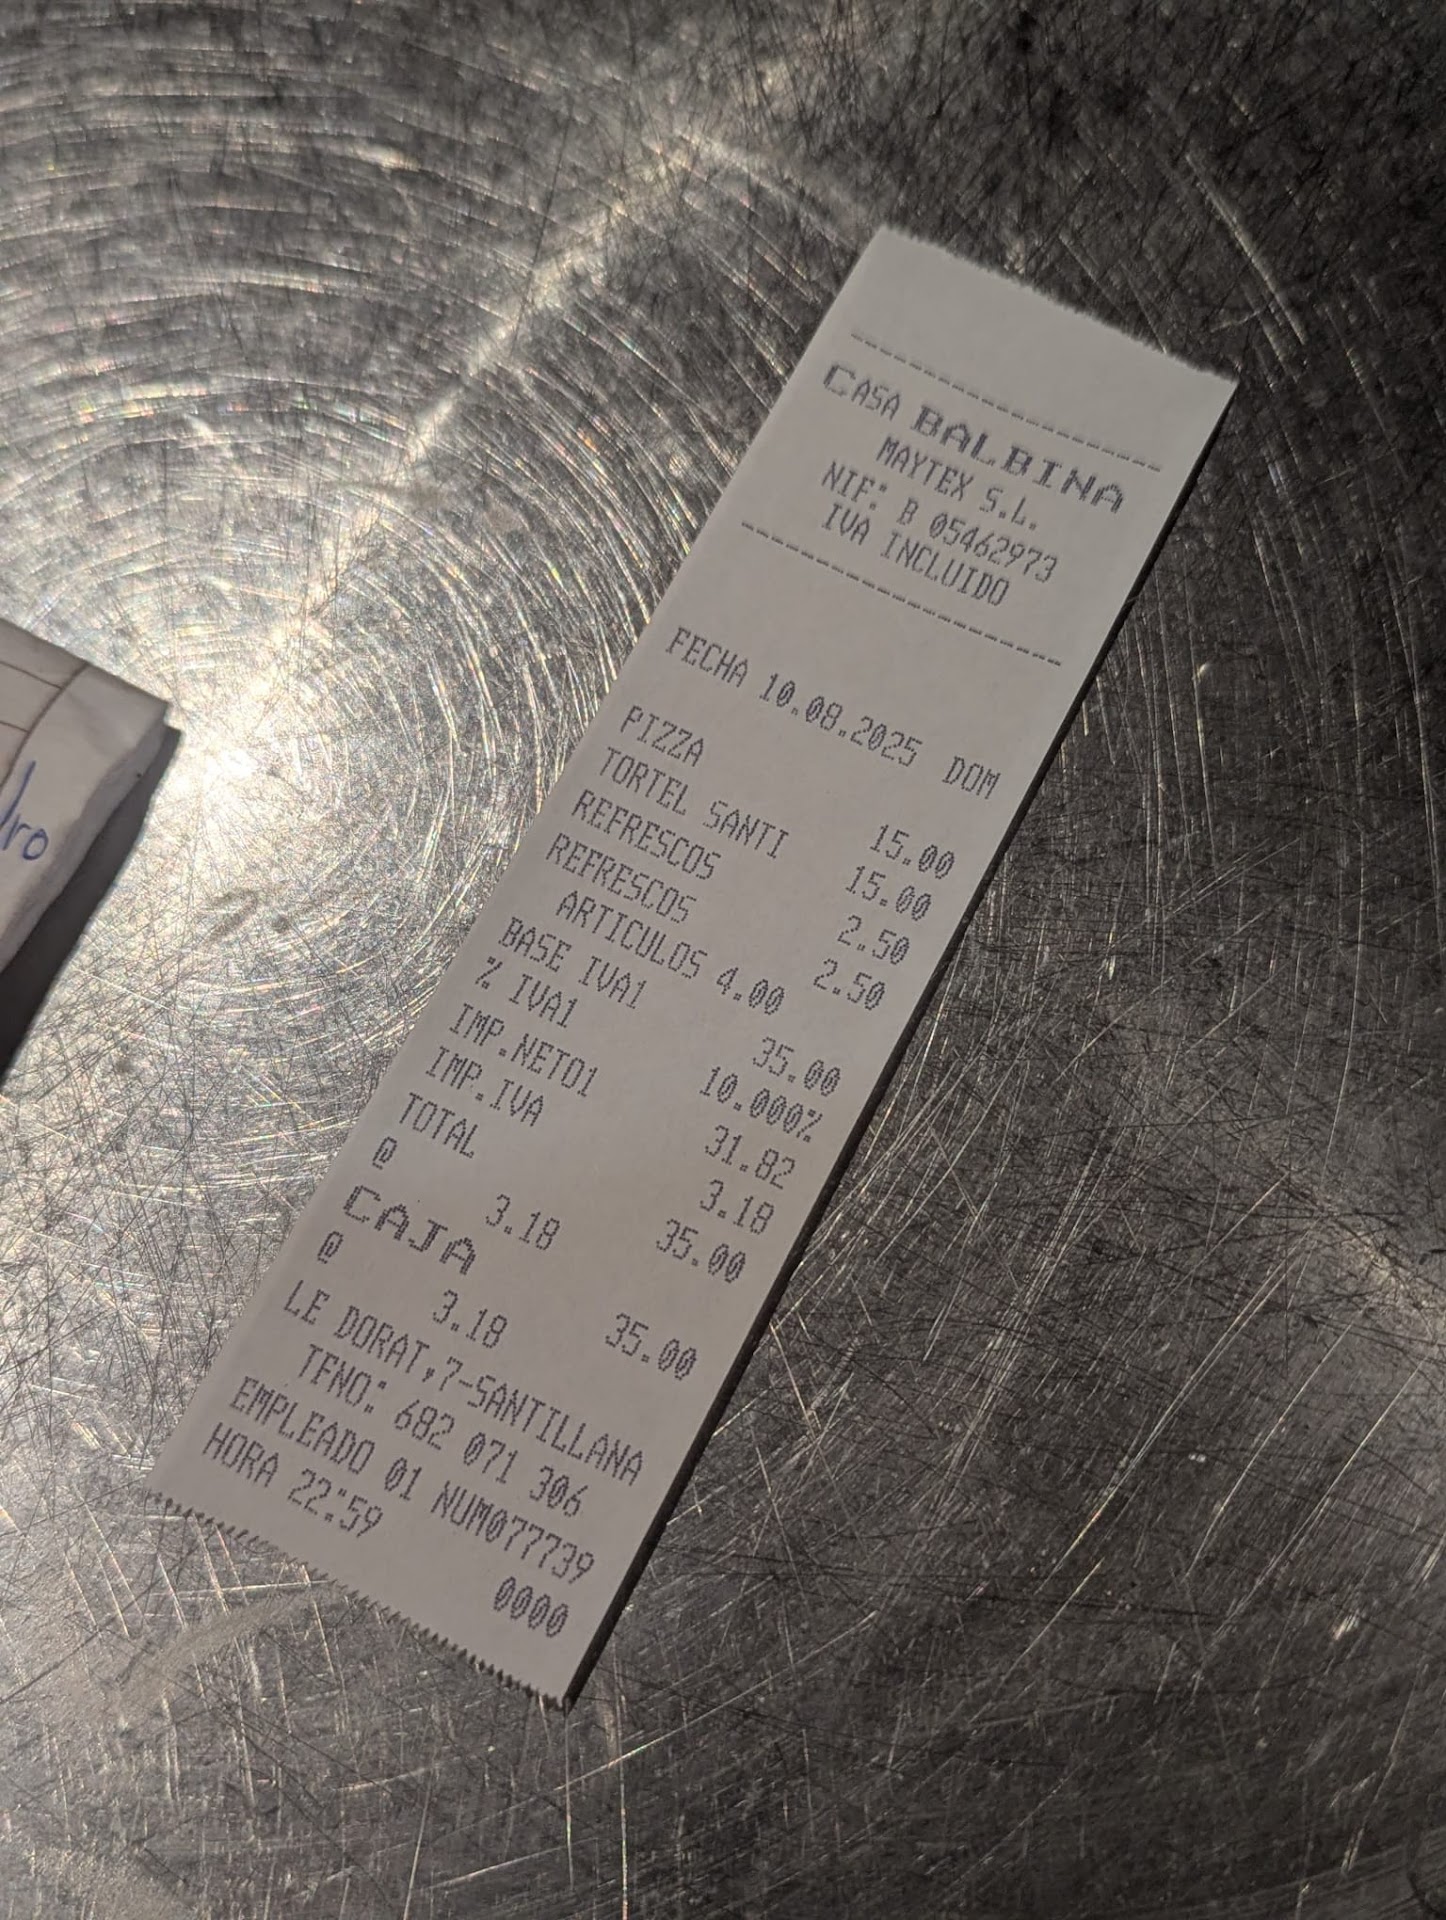 CASA BALBINA
MAYTEX S.L.
NIF: B 05462973
IVA INCLUIDO
FECHA 10.08.2025 DOM
PIZZA 15.00
TORTEL SANTI 15.00
REFRESCOS 2.50
REFRESCOS 2.50
ARTICULOS 4.00
BASE IVA1 35.00
% IVA1 10.000%
IMP.NETO1 31.82
IMP.IVA 3.18
TOTAL 35.00
@ 3.18
CAJA 35.00
@ 3.18
LE DORAT,7-SANTILLANA
TFNO: 682 071 306
EMPLEADO 01 NUM077739
HORA 22:59 0000